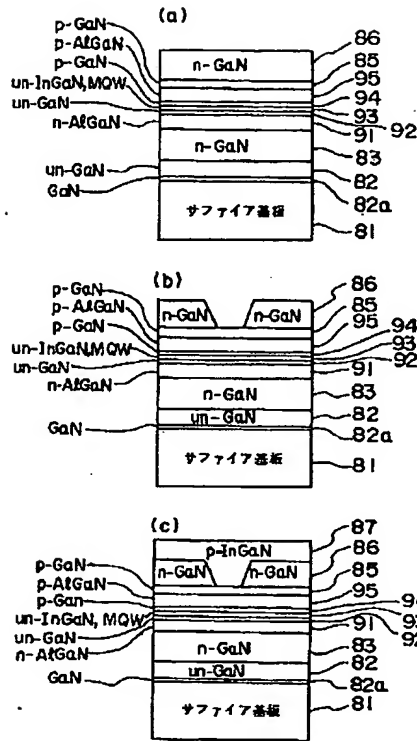 (a)
p-GaN
p-AlGaN
p-GaN
un-InGaN,MQW
un-GaN
n-AlGaN
un-GaN
GaN
n-GaN
n-GaN
サファイア基板
86
85
95
94
93
92
91
83
82
82a
81
(b)
p-GaN
p-AlGaN
p-GaN
un-InGaN,MQW
un-GaN
n-AlGaN
GaN
n-GaN
n-GaN
n-GaN
un-GaN
サファイア基板
86
85
95
94
93
92
91
83
82
82a
81
(c)
p-GaN
p-AlGaN
p-Gan
un-InGaN, MQW
un-GaN
n-AlGaN
GaN
p-InGaN
n-GaN
n-GaN
n-GaN
un-GaN
サファイア基板
87
86
85
95
91
83
82
82a
81